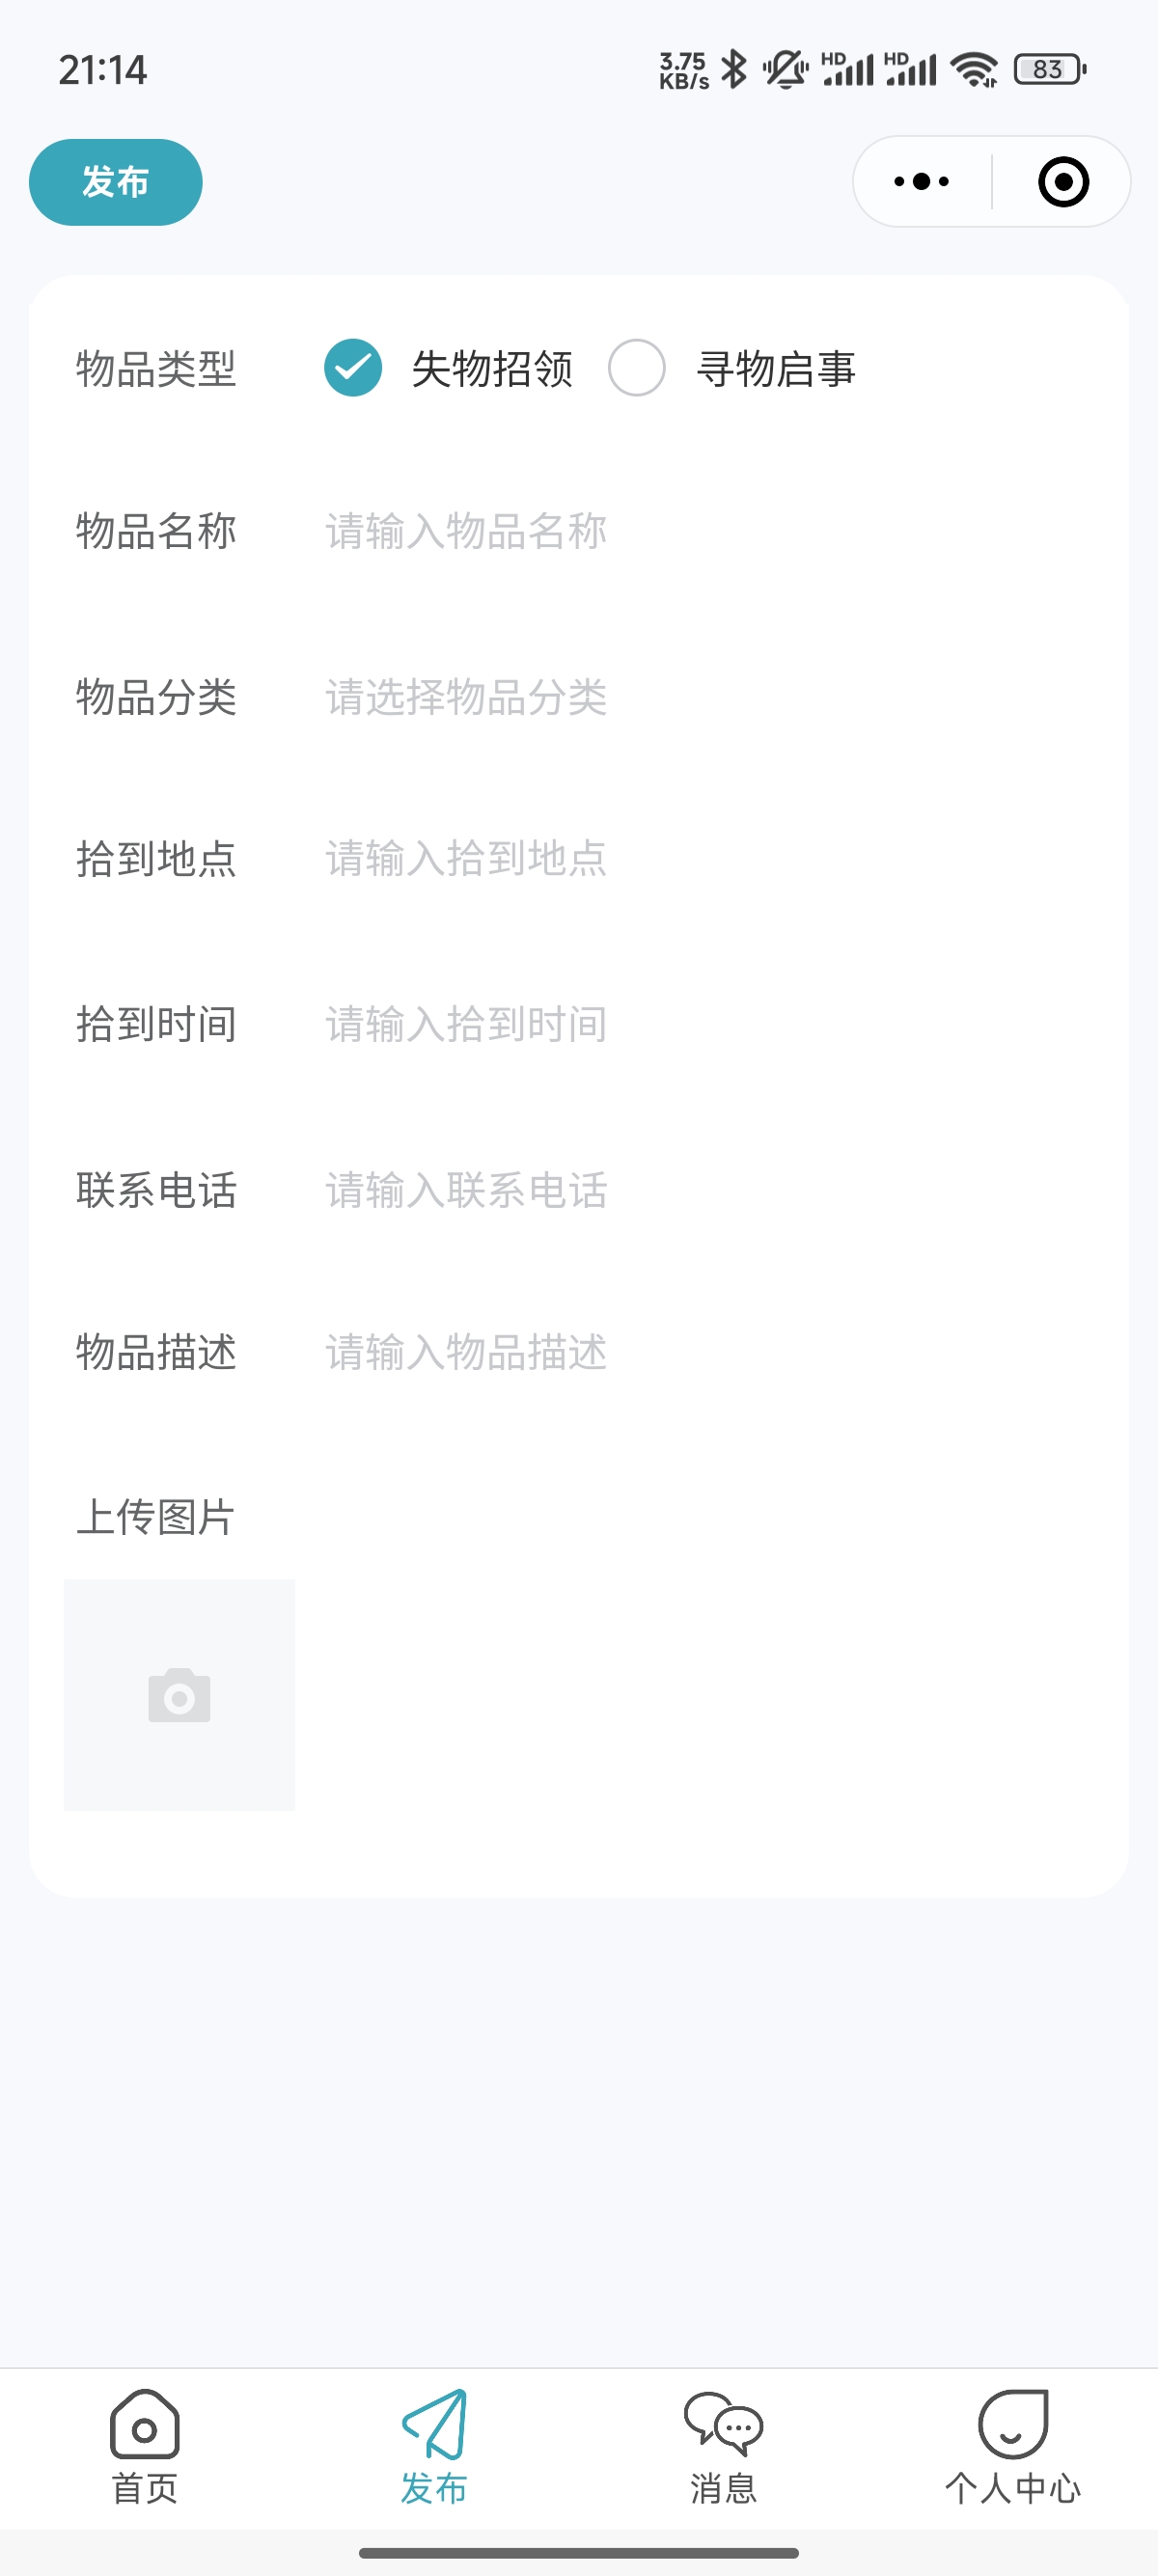 21:14
3.75
KB/s
HD
HD
83
发布
物品类型 失物招领 寻物启事
物品名称 请输入物品名称
物品分类 请选择物品分类
拾到地点 请输入拾到地点
拾到时间 请输入拾到时间
联系电话 请输入联系电话
物品描述 请输入物品描述
上传图片
首页 发布 消息 个人中心